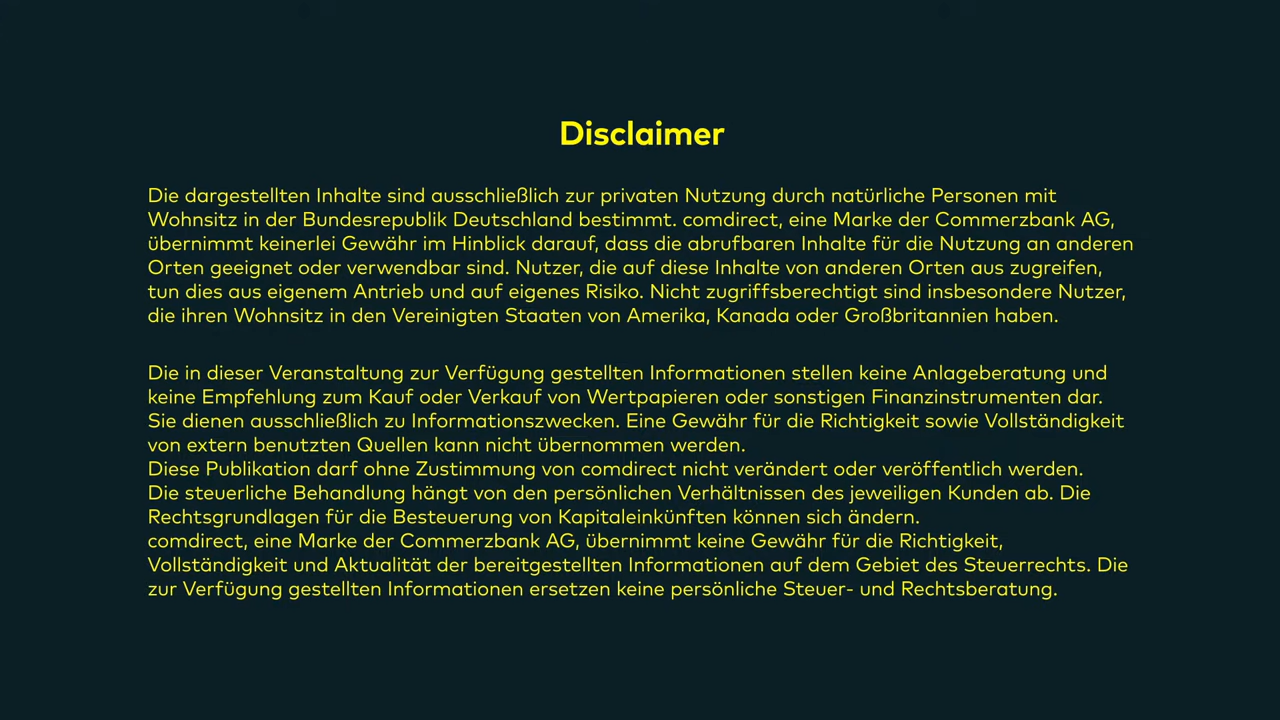 Disclaimer
Die dargestellten Inhalte sind ausschließlich zur privaten Nutzung durch natürliche Personen mit
Wohnsitz in der Bundesrepublik Deutschland bestimmt. comdirect, eine Marke der Commerzbank AG,
übernimmt keinerlei Gewähr im Hinblick darauf, dass die abrufbaren Inhalte für die Nutzung an anderen
Orten geeignet oder verwendbar sind. Nutzer, die auf diese Inhalte von anderen Orten aus zugreifen,
tun dies aus eigenem Antrieb und auf eigenes Risiko. Nicht zugriffsberechtigt sind insbesondere Nutzer,
die ihren Wohnsitz in den Vereinigten Staaten von Amerika, Kanada oder Großbritannien haben.
Die in dieser Veranstaltung zur Verfügung gestellten Informationen stellen keine Anlageberatung und
keine Empfehlung zum Kauf oder Verkauf von Wertpapieren oder sonstigen Finanzinstrumenten dar.
Sie dienen ausschließlich zu Informationszwecken. Eine Gewähr für die Richtigkeit sowie Vollständigkeit
von extern benutzten Quellen kann nicht übernommen werden.
Diese Publikation darf ohne Zustimmung von comdirect nicht verändert oder veröffentlich werden.
Die steuerliche Behandlung hängt von den persönlichen Verhältnissen des jeweiligen Kunden ab. Die
Rechtsgrundlagen für die Besteuerung von Kapitaleinkünften können sich ändern.
comdirect, eine Marke der Commerzbank AG, übernimmt keine Gewähr für die Richtigkeit,
Vollständigkeit und Aktualität der bereitgestellten Informationen auf dem Gebiet des Steuerrechts. Die
zur Verfügung gestellten Informationen ersetzen keine persönliche Steuer- und Rechtsberatung.